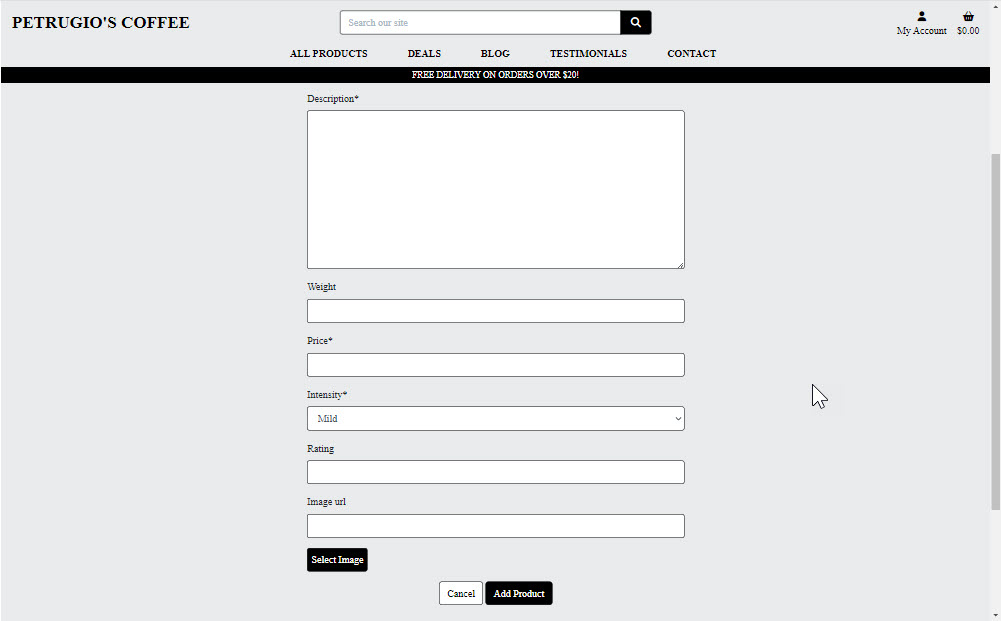 PETRUGIO'S COFFEE
Search our site
My Account $0.00
ALL PRODUCTS DEALS BLOG TESTIMONIALS CONTACT
FREE DELIVERY ON ORDERS OVER $20!
Description*
Weight
Price*
Intensity*
Mild
Rating
Image url
Select Image
Cancel Add Product